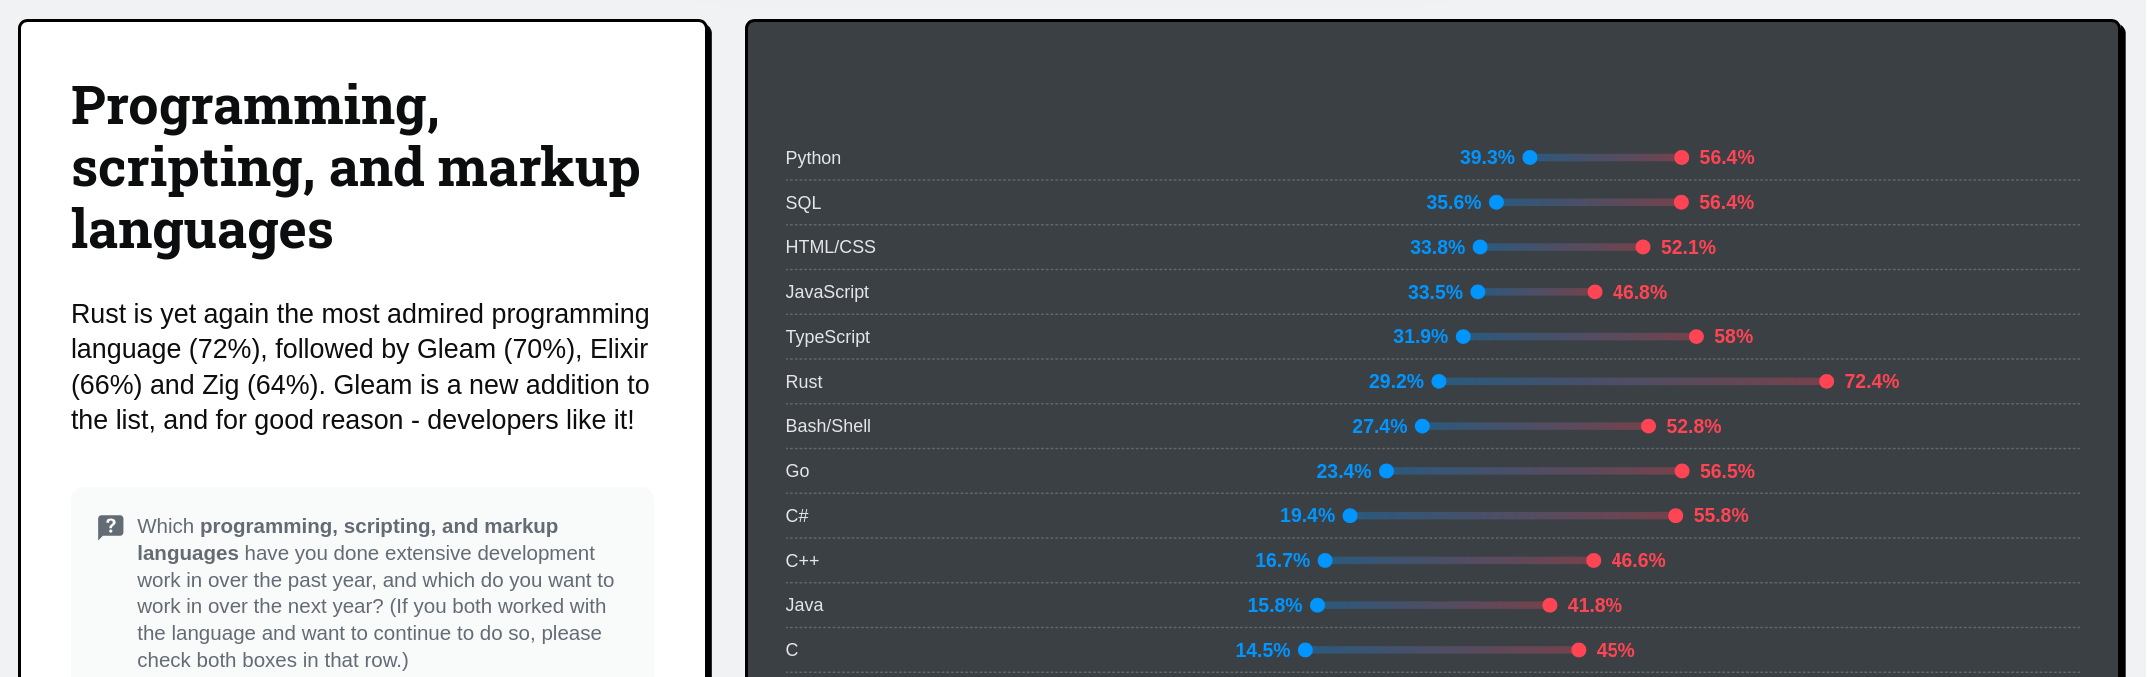 Programming,
scripting, and markup
languages
Rust is yet again the most admired programming
language (72%), followed by Gleam (70%), Elixir
(66%) and Zig (64%). Gleam is a new addition to
the list, and for good reason - developers like it!
Which programming, scripting, and markup
languages have you done extensive development
work in over the past year, and which do you want to
work in over the next year? (If you both worked with
the language and want to continue to do so, please
check both boxes in that row.)
Python 39.3% 56.4%
SQL 35.6% 56.4%
HTML/CSS 33.8% 52.1%
JavaScript 33.5% 46.8%
TypeScript 31.9% 58%
Rust 29.2% 72.4%
Bash/Shell 27.4% 52.8%
Go 23.4% 56.5%
C# 19.4% 55.8%
C++ 16.7% 46.6%
Java 15.8% 41.8%
C 14.5% 45%